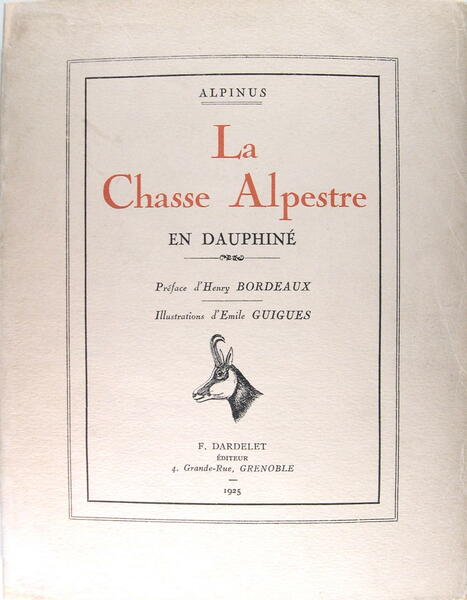 ALPINUS
La
Chasse Alpestre
EN DAUPHINÉ
Préface d'Henry BORDEAUX
Illustrations d'Emile GUIGUES
F. DARDELET
ÉDITEUR
4, Grande-Rue, GRENOBLE
1925